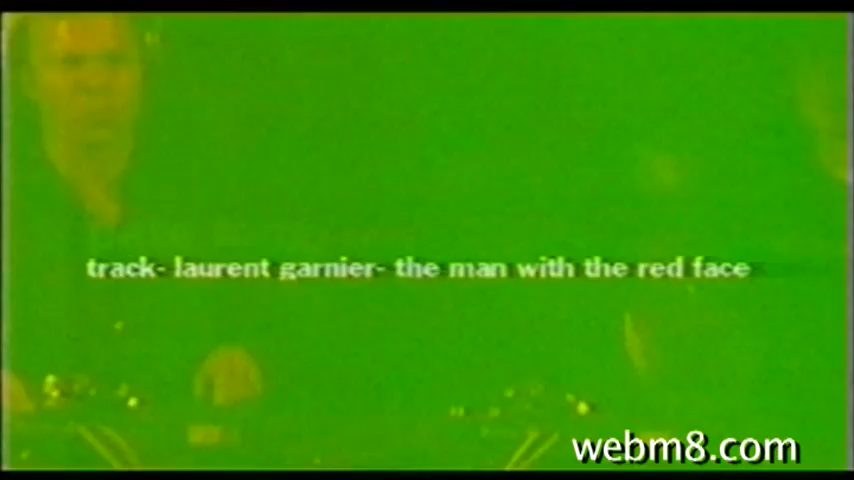 track- laurent garnier- the man with the red face
webm8.com